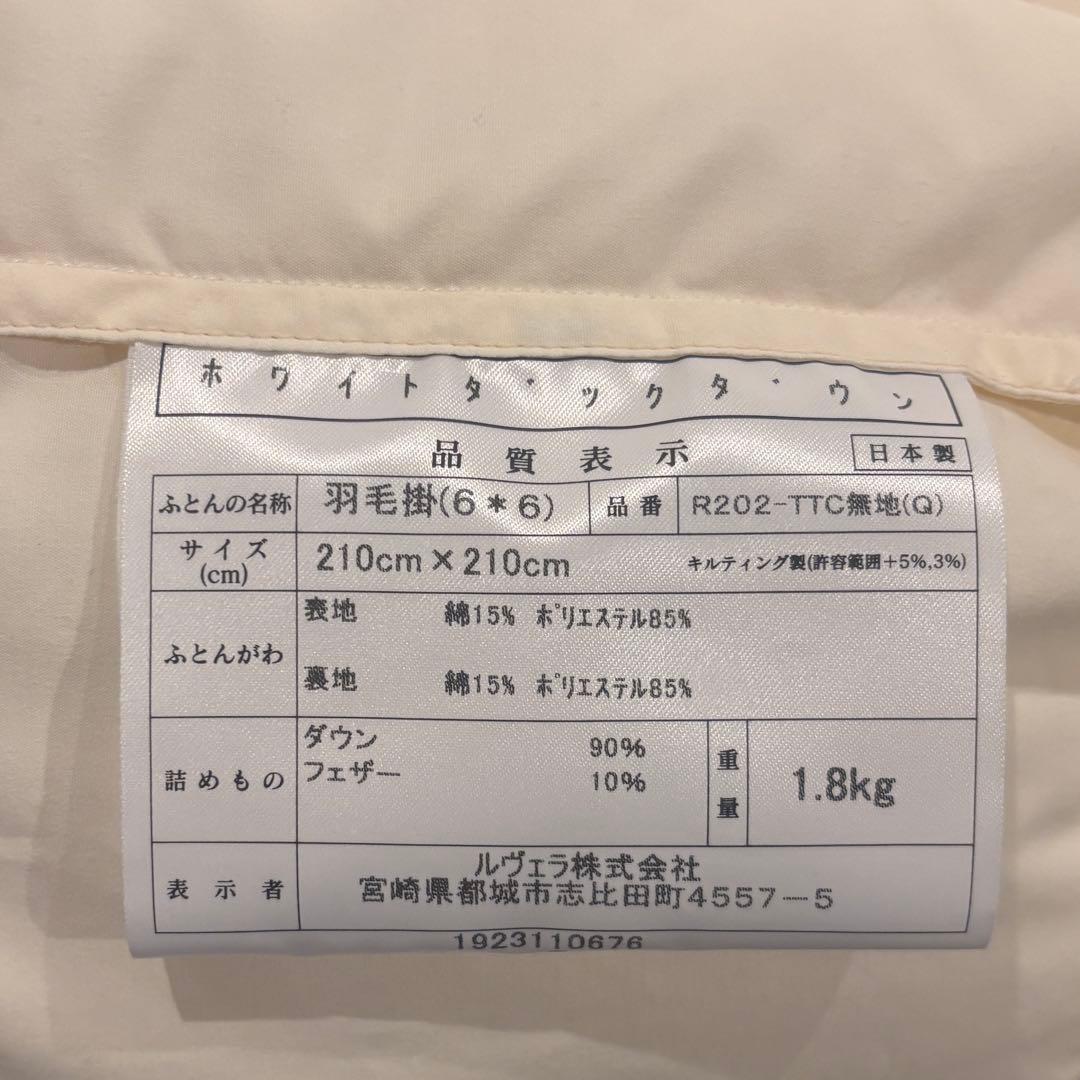 ホワイトダックダウン
品質表示 日本製
ふとんの名称 羽毛掛(6*6) 品番 R202-TTC無地(Q)
サイズ(cm) 210cm×210cm キルティング製(許容範囲+5%,3%)
ふとんがわ 表地 綿15% ポリエステル85%
裏地 綿15% ポリエステル85%
詰めもの ダウン 90% 重量 1.8kg
フェザー 10%
表示者 ルヴェラ株式会社
宮崎県都城市志比田町4557-5
1923110676